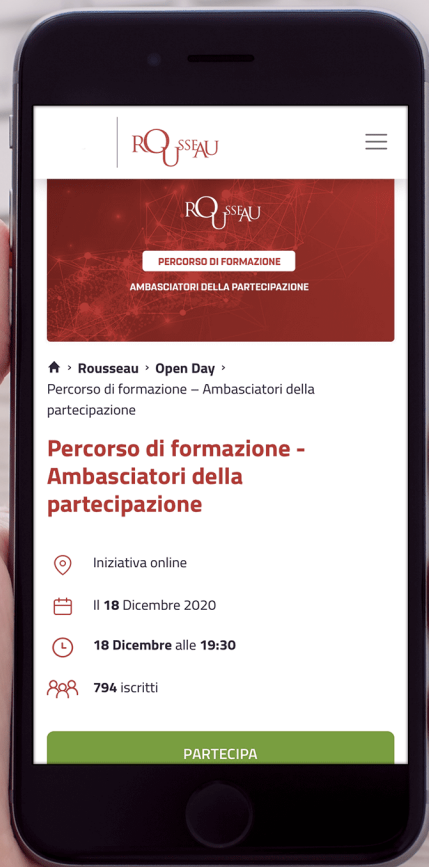 ROUSSEAU
ROUSSEAU
PERCORSO DI FORMAZIONE
AMBASCIATORI DELLA PARTECIPAZIONE
› Rousseau › Open Day ›
Percorso di formazione – Ambasciatori della
partecipazione
Percorso di formazione -
Ambasciatori della
partecipazione
Iniziativa online
Il 18 Dicembre 2020
18 Dicembre alle 19:30
794 iscritti
PARTECIPA